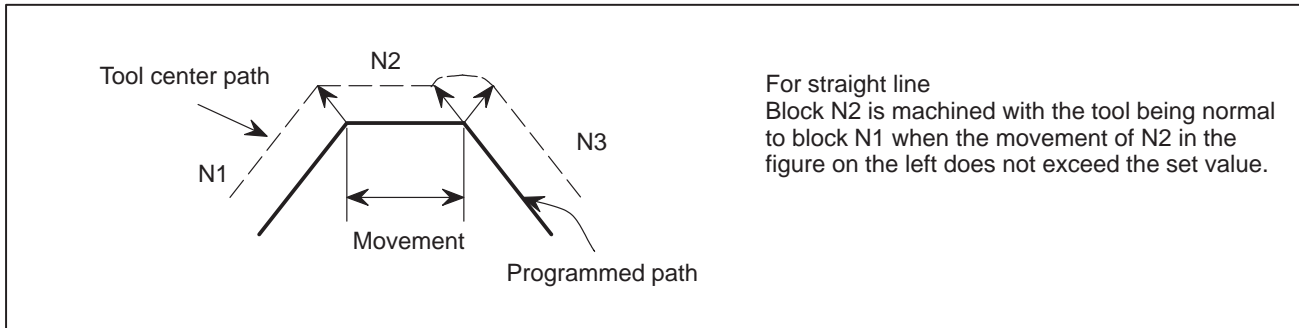 N2
Tool center path
N1
N3
Movement
Programmed path
For straight line
Block N2 is machined with the tool being normal
to block N1 when the movement of N2 in the
figure on the left does not exceed the set value.